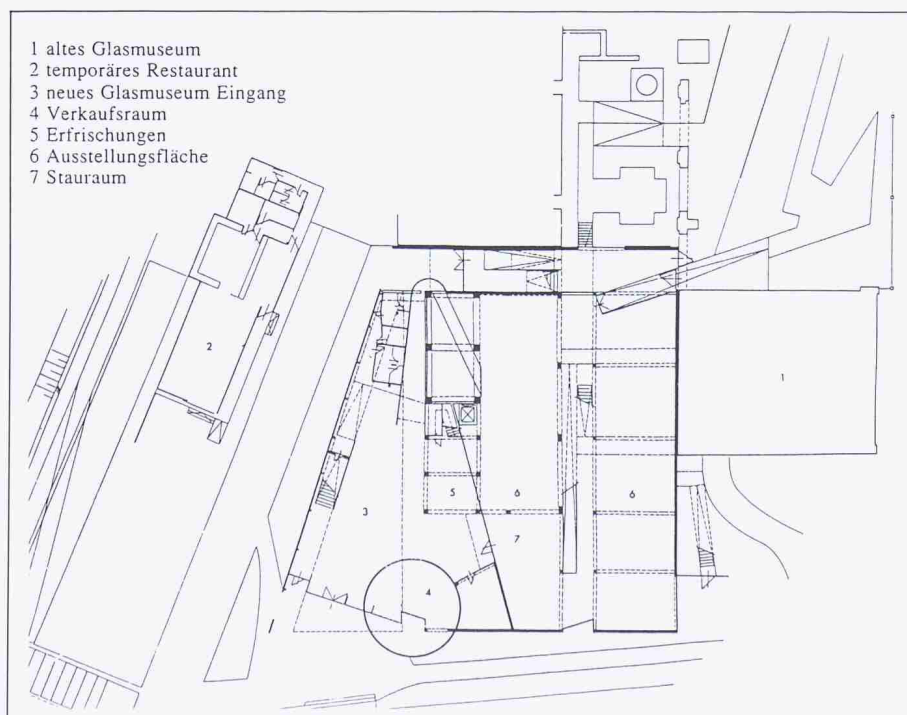 1 altes Glasmuseum
2 temporäres Restaurant
3 neues Glasmuseum Eingang
4 Verkaufsraum
5 Erfrischungen
6 Ausstellungsfläche
7 Stauraum
2
1
3
5
6
6
7
4